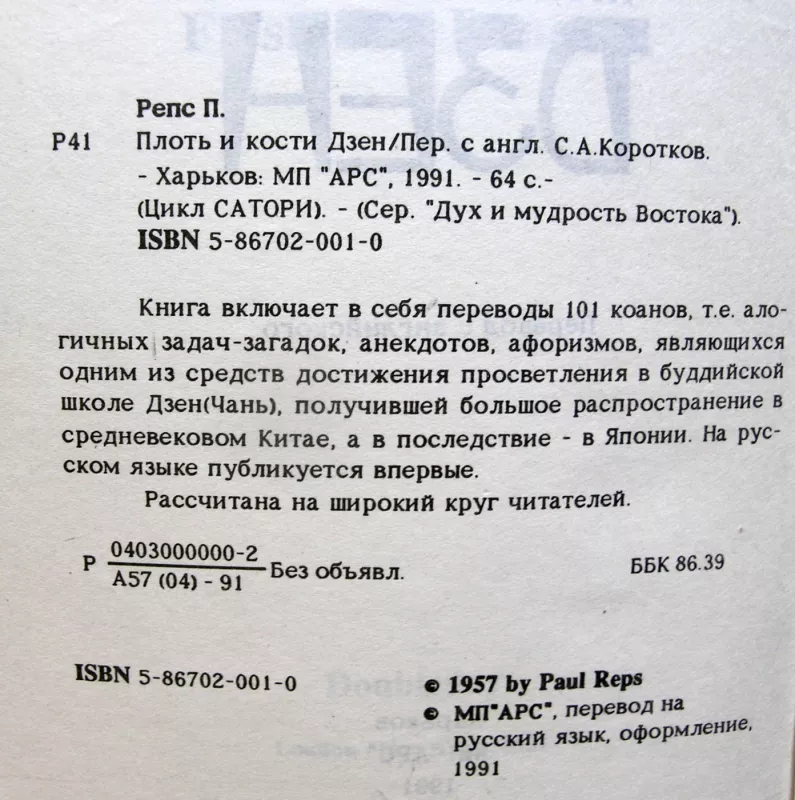 Репс П.
Р41 Плоть и кости Дзен/Пер. с англ. С.А.Коротков.
- Харьков: МП "АРС", 1991. - 64 с.-
(Цикл САТОРИ). - (Сер. "Дух и мудрость Востока").
ISBN 5-86702-001-0
Книга включает в себя переводы 101 коанов, т.е. ало-
гичных задач-загадок, анекдотов, афоризмов, являющихся
одним из средств достижения просветления в буддийской
школе Дзен(Чань), получившей большое распространение в
средневековом Китае, а в последствие - в Японии. На рус-
ском языке публикуется впервые.
Рассчитана на широкий круг читателей.
0403000000-2
Р Без объявл. ББК 86.39
А57 (04) - 91
ISBN 5-86702-001-0 © 1957 by Paul Reps
© МП"АРС", перевод на
русский язык, оформление,
1991